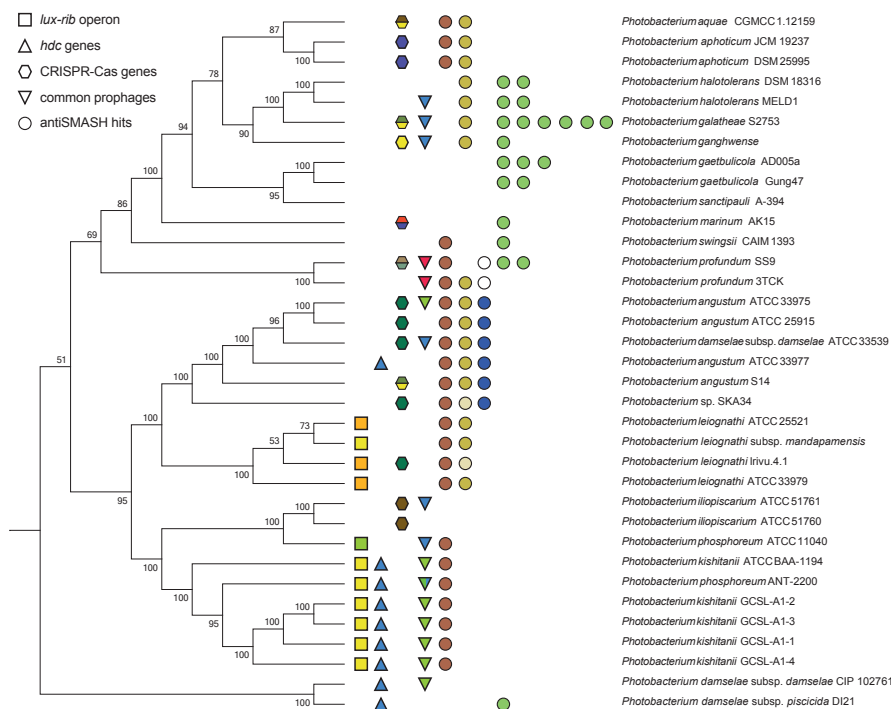 lux-rib operon
hdc genes
CRISPR-Cas genes
common prophages
antiSMASH hits
87
100
78
100
90
94
100
95
86
69
100
51
100
96
100
100
100
100
73
53
100
95
100
100
100
100
95
100
100
100
100
Photobacterium aquae CGMCC 1.12159
Photobacterium aphoticum JCM 19237
Photobacterium aphoticum DSM 25995
Photobacterium halotolerans DSM 18316
Photobacterium halotolerans MELD1
Photobacterium galatheae S2753
Photobacterium ganghwense
Photobacterium gaetbulicola AD005a
Photobacterium gaetbulicola Gung47
Photobacterium sanctipauli A-394
Photobacterium marinum AK15
Photobacterium swingsii CAIM 1393
Photobacterium profundum SS9
Photobacterium profundum 3TCK
Photobacterium angustum ATCC 33975
Photobacterium angustum ATCC 25915
Photobacterium damselae subsp. damselae ATCC 33539
Photobacterium angustum ATCC 33977
Photobacterium angustum S14
Photobacterium sp. SKA34
Photobacterium leiognathi ATCC 25521
Photobacterium leiognathi subsp. mandapamensis
Photobacterium leiognathi lrivu.4.1
Photobacterium leiognathi ATCC 33979
Photobacterium iliopiscarium ATCC 51761
Photobacterium iliopiscarium ATCC 51760
Photobacterium phosphoreum ATCC 11040
Photobacterium kishitanii ATCC BAA-1194
Photobacterium phosphoreum ANT-2200
Photobacterium kishitanii GCSL-A1-2
Photobacterium kishitanii GCSL-A1-3
Photobacterium kishitanii GCSL-A1-1
Photobacterium kishitanii GCSL-A1-4
Photobacterium damselae subsp. damselae CIP 102761
Photobacterium damselae subsp. piscicida DI21